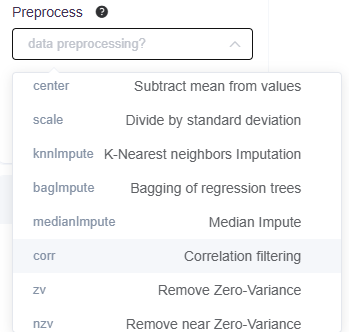 Preprocess ?
data preprocessing?
center Subtract mean from values
scale Divide by standard deviation
knnImpute K-Nearest neighbors Imputation
bagImpute Bagging of regression trees
medianImpute Median Impute
corr Correlation filtering
zv Remove Zero-Variance
nzv Remove near Zero-Variance